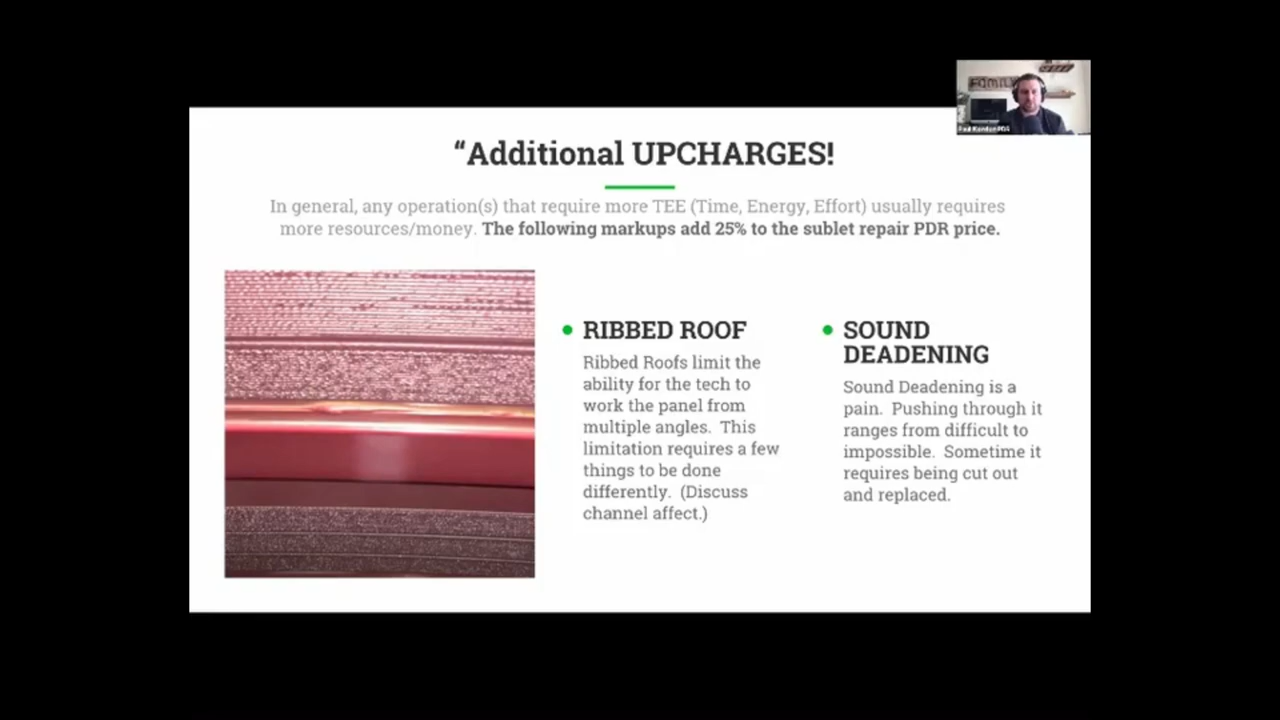 FAMILY
“Additional UPCHARGES!
In general, any operation(s) that require more TEE (Time, Energy, Effort) usually requires
more resources/money. The following markups add 25% to the sublet repair PDR price.
RIBBED ROOF
Ribbed Roofs limit the
ability for the tech to
work the panel from
multiple angles. This
limitation requires a few
things to be done
differently. (Discuss
channel affect.)
SOUND
DEADENING
Sound Deadening is a
pain. Pushing through it
ranges from difficult to
impossible. Sometime it
requires being cut out
and replaced.